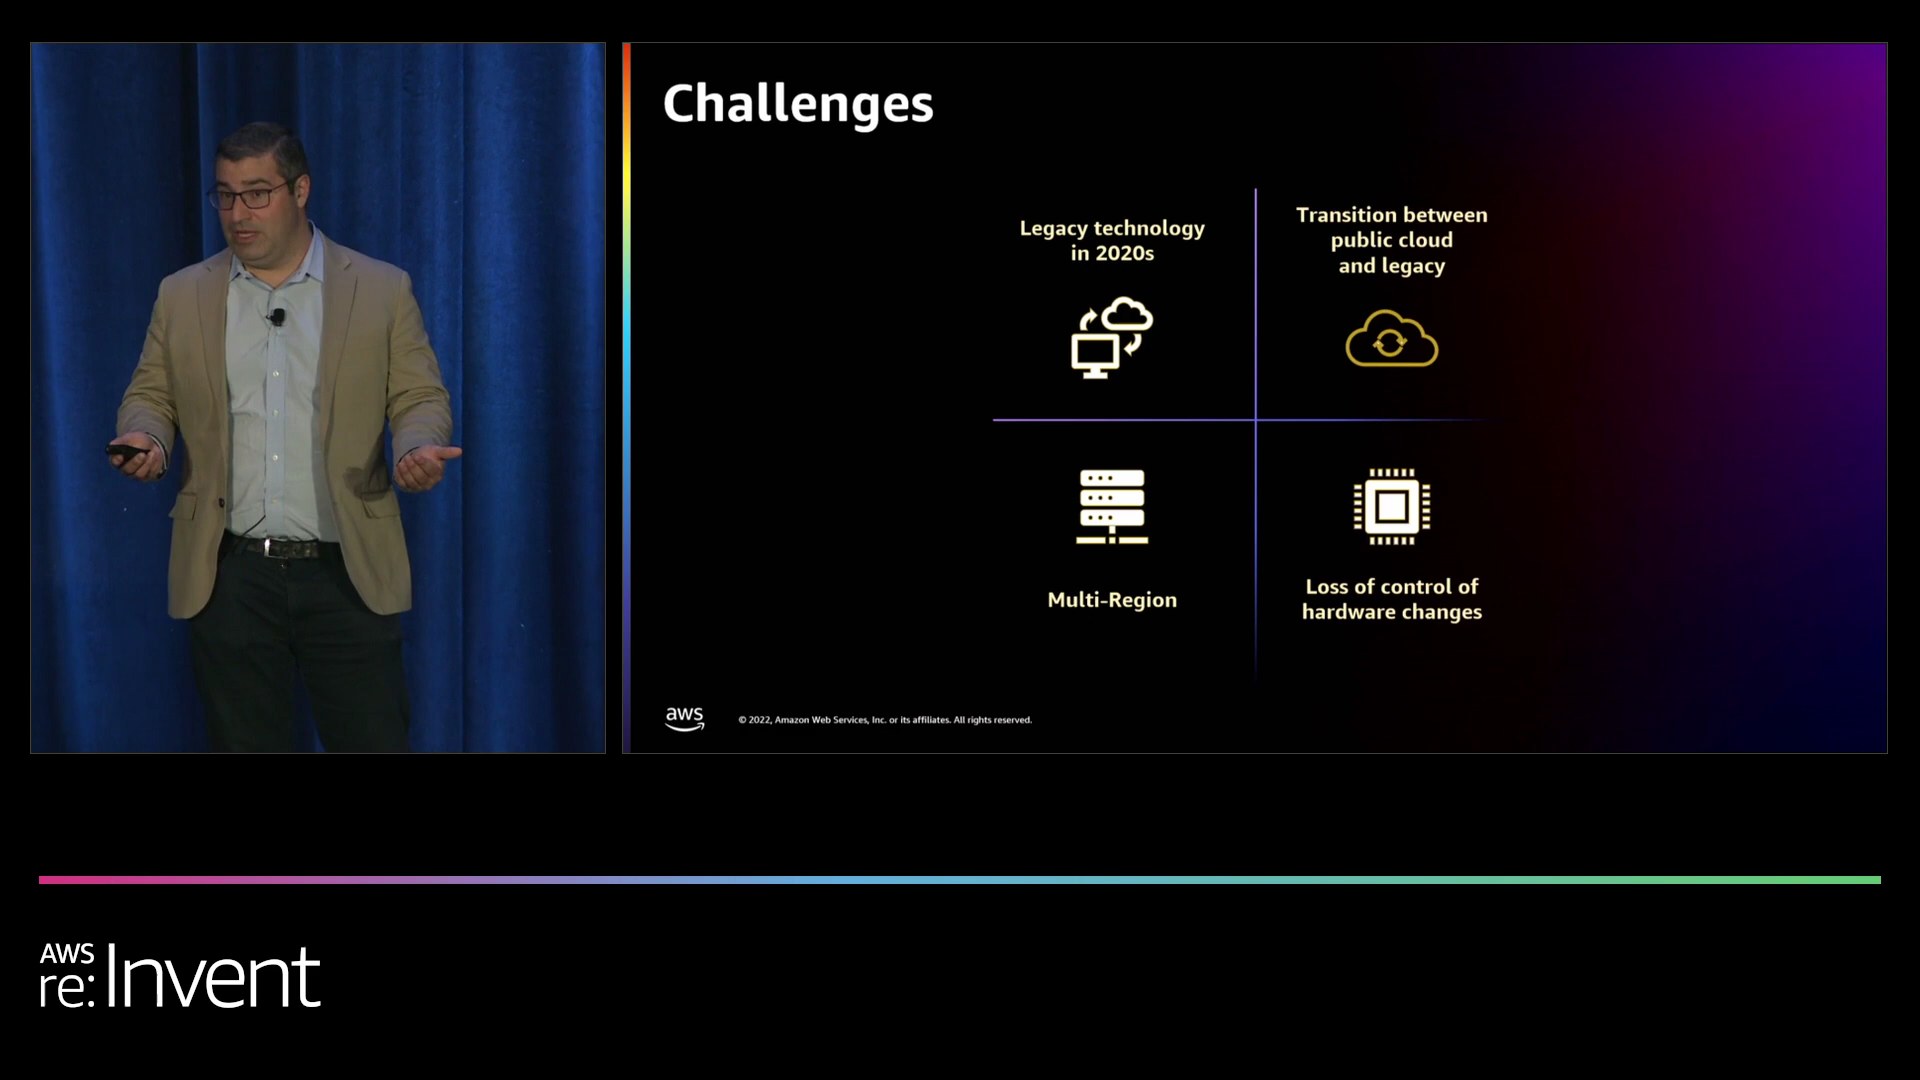 Challenges
Legacy technology
in 2020s
Transition between
public cloud
and legacy
Multi-Region
Loss of control of
hardware changes
aws
© 2022, Amazon Web Services, Inc. or its affiliates. All rights reserved.
AWS
re:Invent